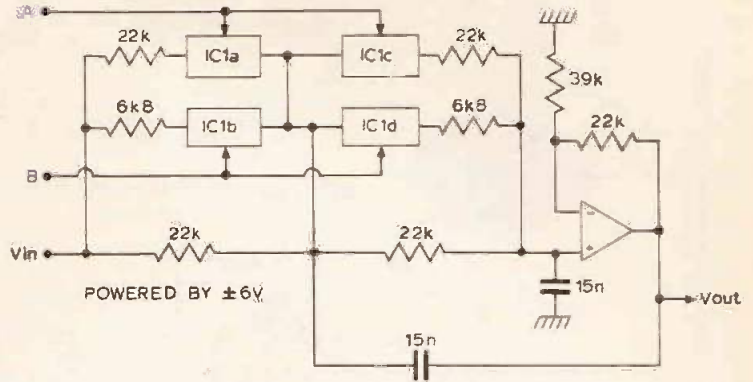 A
22k
IC1a
IC1c
22k
39k
6k8
IC1b
IC1d
6k8
22k
B
22k
22k
Vin
-
+
15n
Vout
POWERED BY ±6V
15n